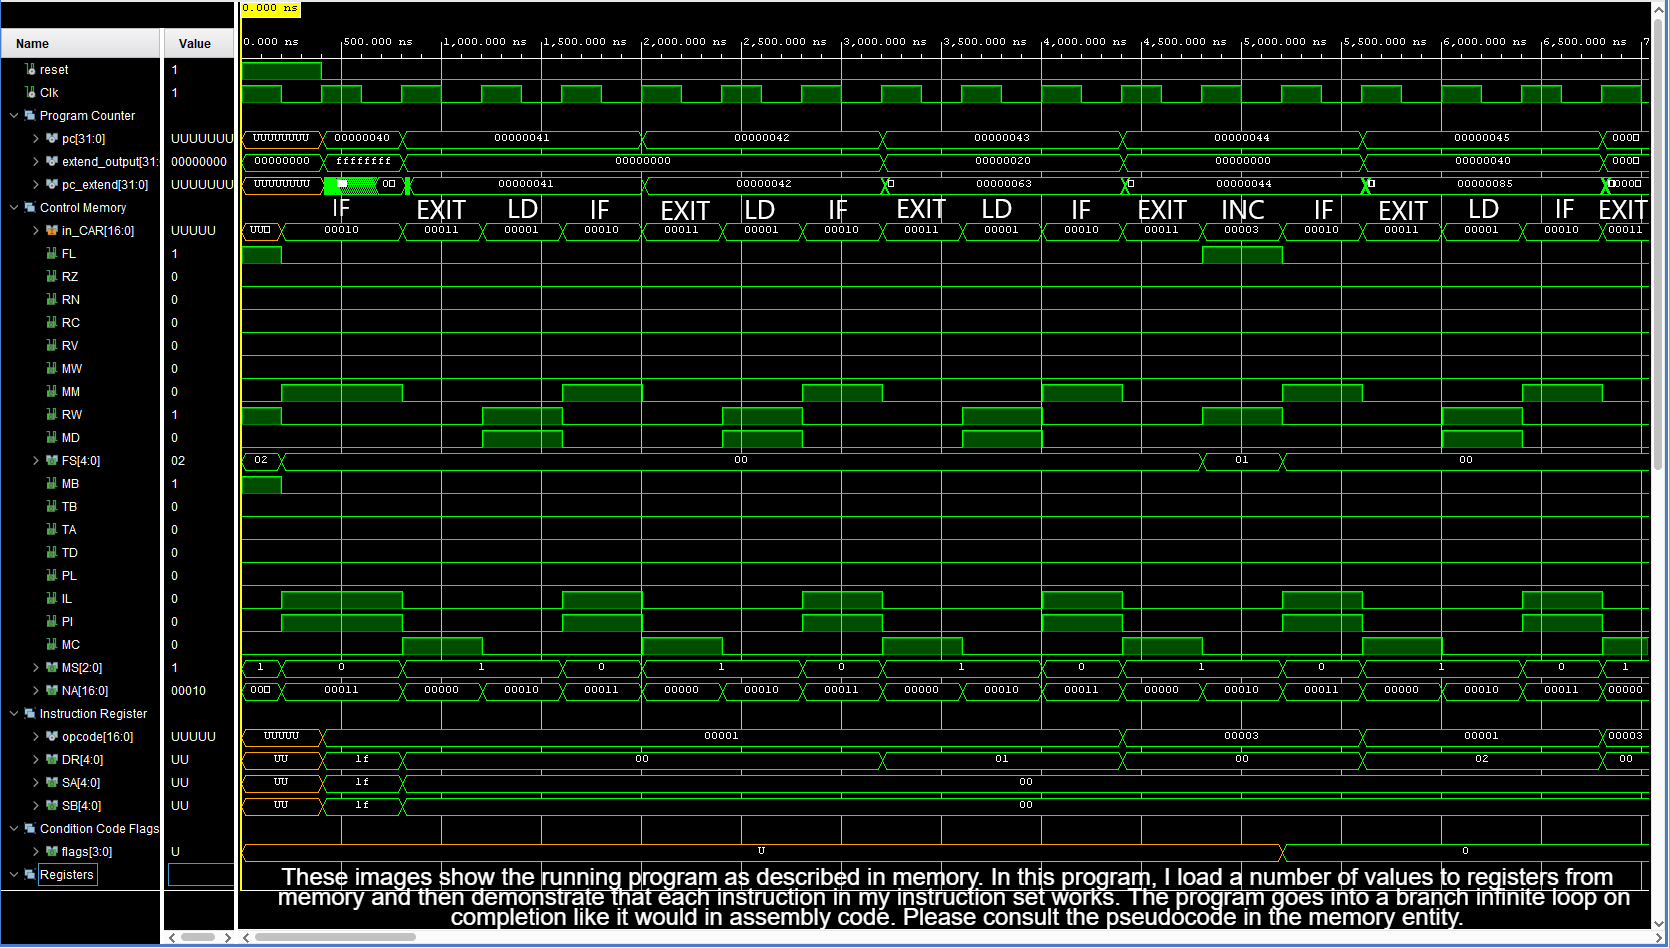 0.000 ns
Name Value
0.000 ns 500.000 ns 1,000.000 ns 1,500.000 ns 2,000.000 ns 2,500.000 ns 3,000.000 ns 3,500.000 ns 4,000.000 ns 4,500.000 ns 5,000.000 ns 5,500.000 ns 6,000.000 ns 6,500.000 ns 7
reset 1
Clk 1
Program Counter
pc[31:0] UUUUUUU UUUUUUUU 00000040 00000041 00000042 00000043 00000044 00000045 000
extend_output[31: 00000000 00000000 ffffffff 00000000 00000020 00000000 00000040 000
pc_extend[31:0] UUUUUUU UUUUUUUU 0 00000041 00000042 00000063 00000044 00000085 000
Control Memory IF EXIT LD IF EXIT LD IF EXIT LD IF EXIT INC IF EXIT LD IF EXIT
in_CAR[16:0] UUUUU UU 00010 00011 00001 00010 00011 00001 00010 00011 00001 00010 00011 00003 00010 00011 00001 00010 00011
FL 1
RZ 0
RN 0
RC 0
RV 0
MW 0
MM 0
RW 1
MD 0
FS[4:0] 02 02 00 01 00
MB 1
TB 0
TA 0
TD 0
PL 0
IL 0
PI 0
MC 0
MS[2:0] 1 1 0 1 0 1 0 1 0 1 0 1 0 1
NA[16:0] 00010 00 00011 00000 00010 00011 00000 00010 00011 00000 00010 00011 00000 00010 00011 00000 00010 00011 00000
Instruction Register
opcode[16:0] UUUUU UUUUU 00001 00003 00001 00003
DR[4:0] UU UU 1f 00 01 00 02 00
SA[4:0] UU UU 1f 00
SB[4:0] UU UU 1f 00
Condition Code Flags
flags[3:0] U U 0
Registers
These images show the running program as described in memory. In this program, I load a number of values to registers from
memory and then demonstrate that each instruction in my instruction set works. The program goes into a branch infinite loop on
completion like it would in assembly code. Please consult the pseudocode in the memory entity.